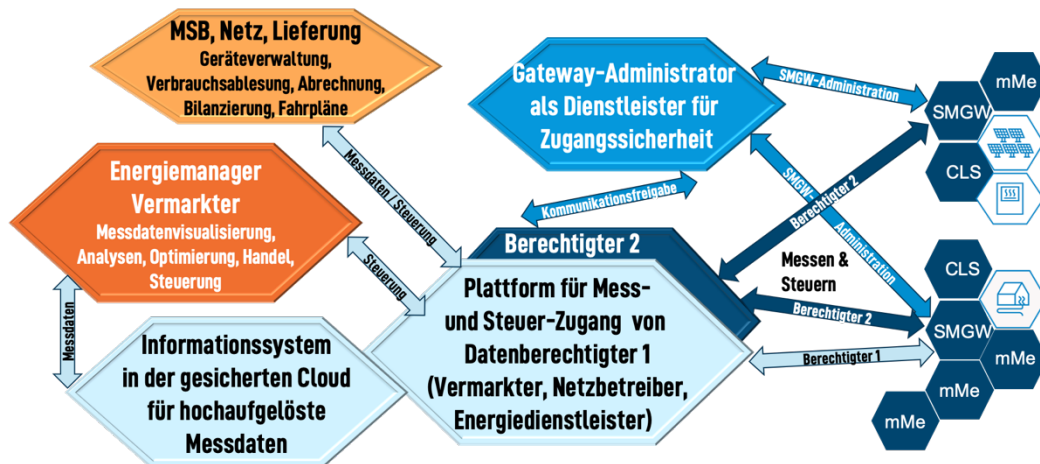 MSB, Netz, Lieferung
Geräteverwaltung,
Verbrauchsablesung, Abrechnung,
Bilanzierung, Fahrpläne
Gateway-Administrator
als Dienstleister für
Zugangssicherheit
SMGW-Administration
mMe
SMGW
CLS
Energiemanager
Vermarkter
Messdatenvisualisierung,
Analysen, Optimierung, Handel,
Steuerung
Messdaten / Steuerung
Kommunikationsfreigabe
SMGW-
Administration
Berechtigter 2
Steuerung
Messdaten
Berechtigter 2
Plattform für Mess-
und Steuer-Zugang von
Datenberechtigter 1
(Vermarkter, Netzbetreiber,
Energiedienstleister)
Messen &
Steuern
Berechtigter 2
Berechtigter 1
CLS
SMGW
mMe
mMe
mMe
Informationssystem
in der gesicherten Cloud
für hochaufgelöste
Messdaten